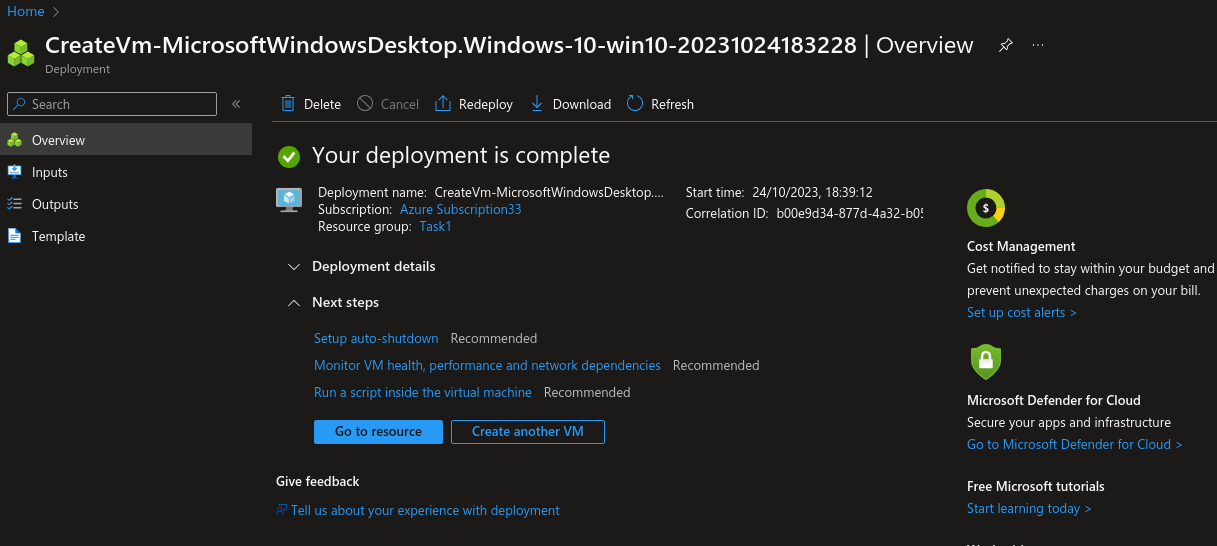 Home >
CreateVm-MicrosoftWindowsDesktop.Windows-10-win10-20231024183228 | Overview
Deployment
Search
Overview
Inputs
Outputs
Template
Delete Cancel Redeploy Download Refresh
Your deployment is complete
Deployment name: CreateVm-MicrosoftWindowsDesktop....
Subscription: Azure Subscription33
Resource group: Task1
Start time: 24/10/2023, 18:39:12
Correlation ID: b00e9d34-877d-4a32-b05
Deployment details
Next steps
Setup auto-shutdown Recommended
Monitor VM health, performance and network dependencies Recommended
Run a script inside the virtual machine Recommended
Go to resource Create another VM
Give feedback
Tell us about your experience with deployment
$
Cost Management
Get notified to stay within your budget and
prevent unexpected charges on your bill.
Set up cost alerts >
Microsoft Defender for Cloud
Secure your apps and infrastructure
Go to Microsoft Defender for Cloud >
Free Microsoft tutorials
Start learning today >